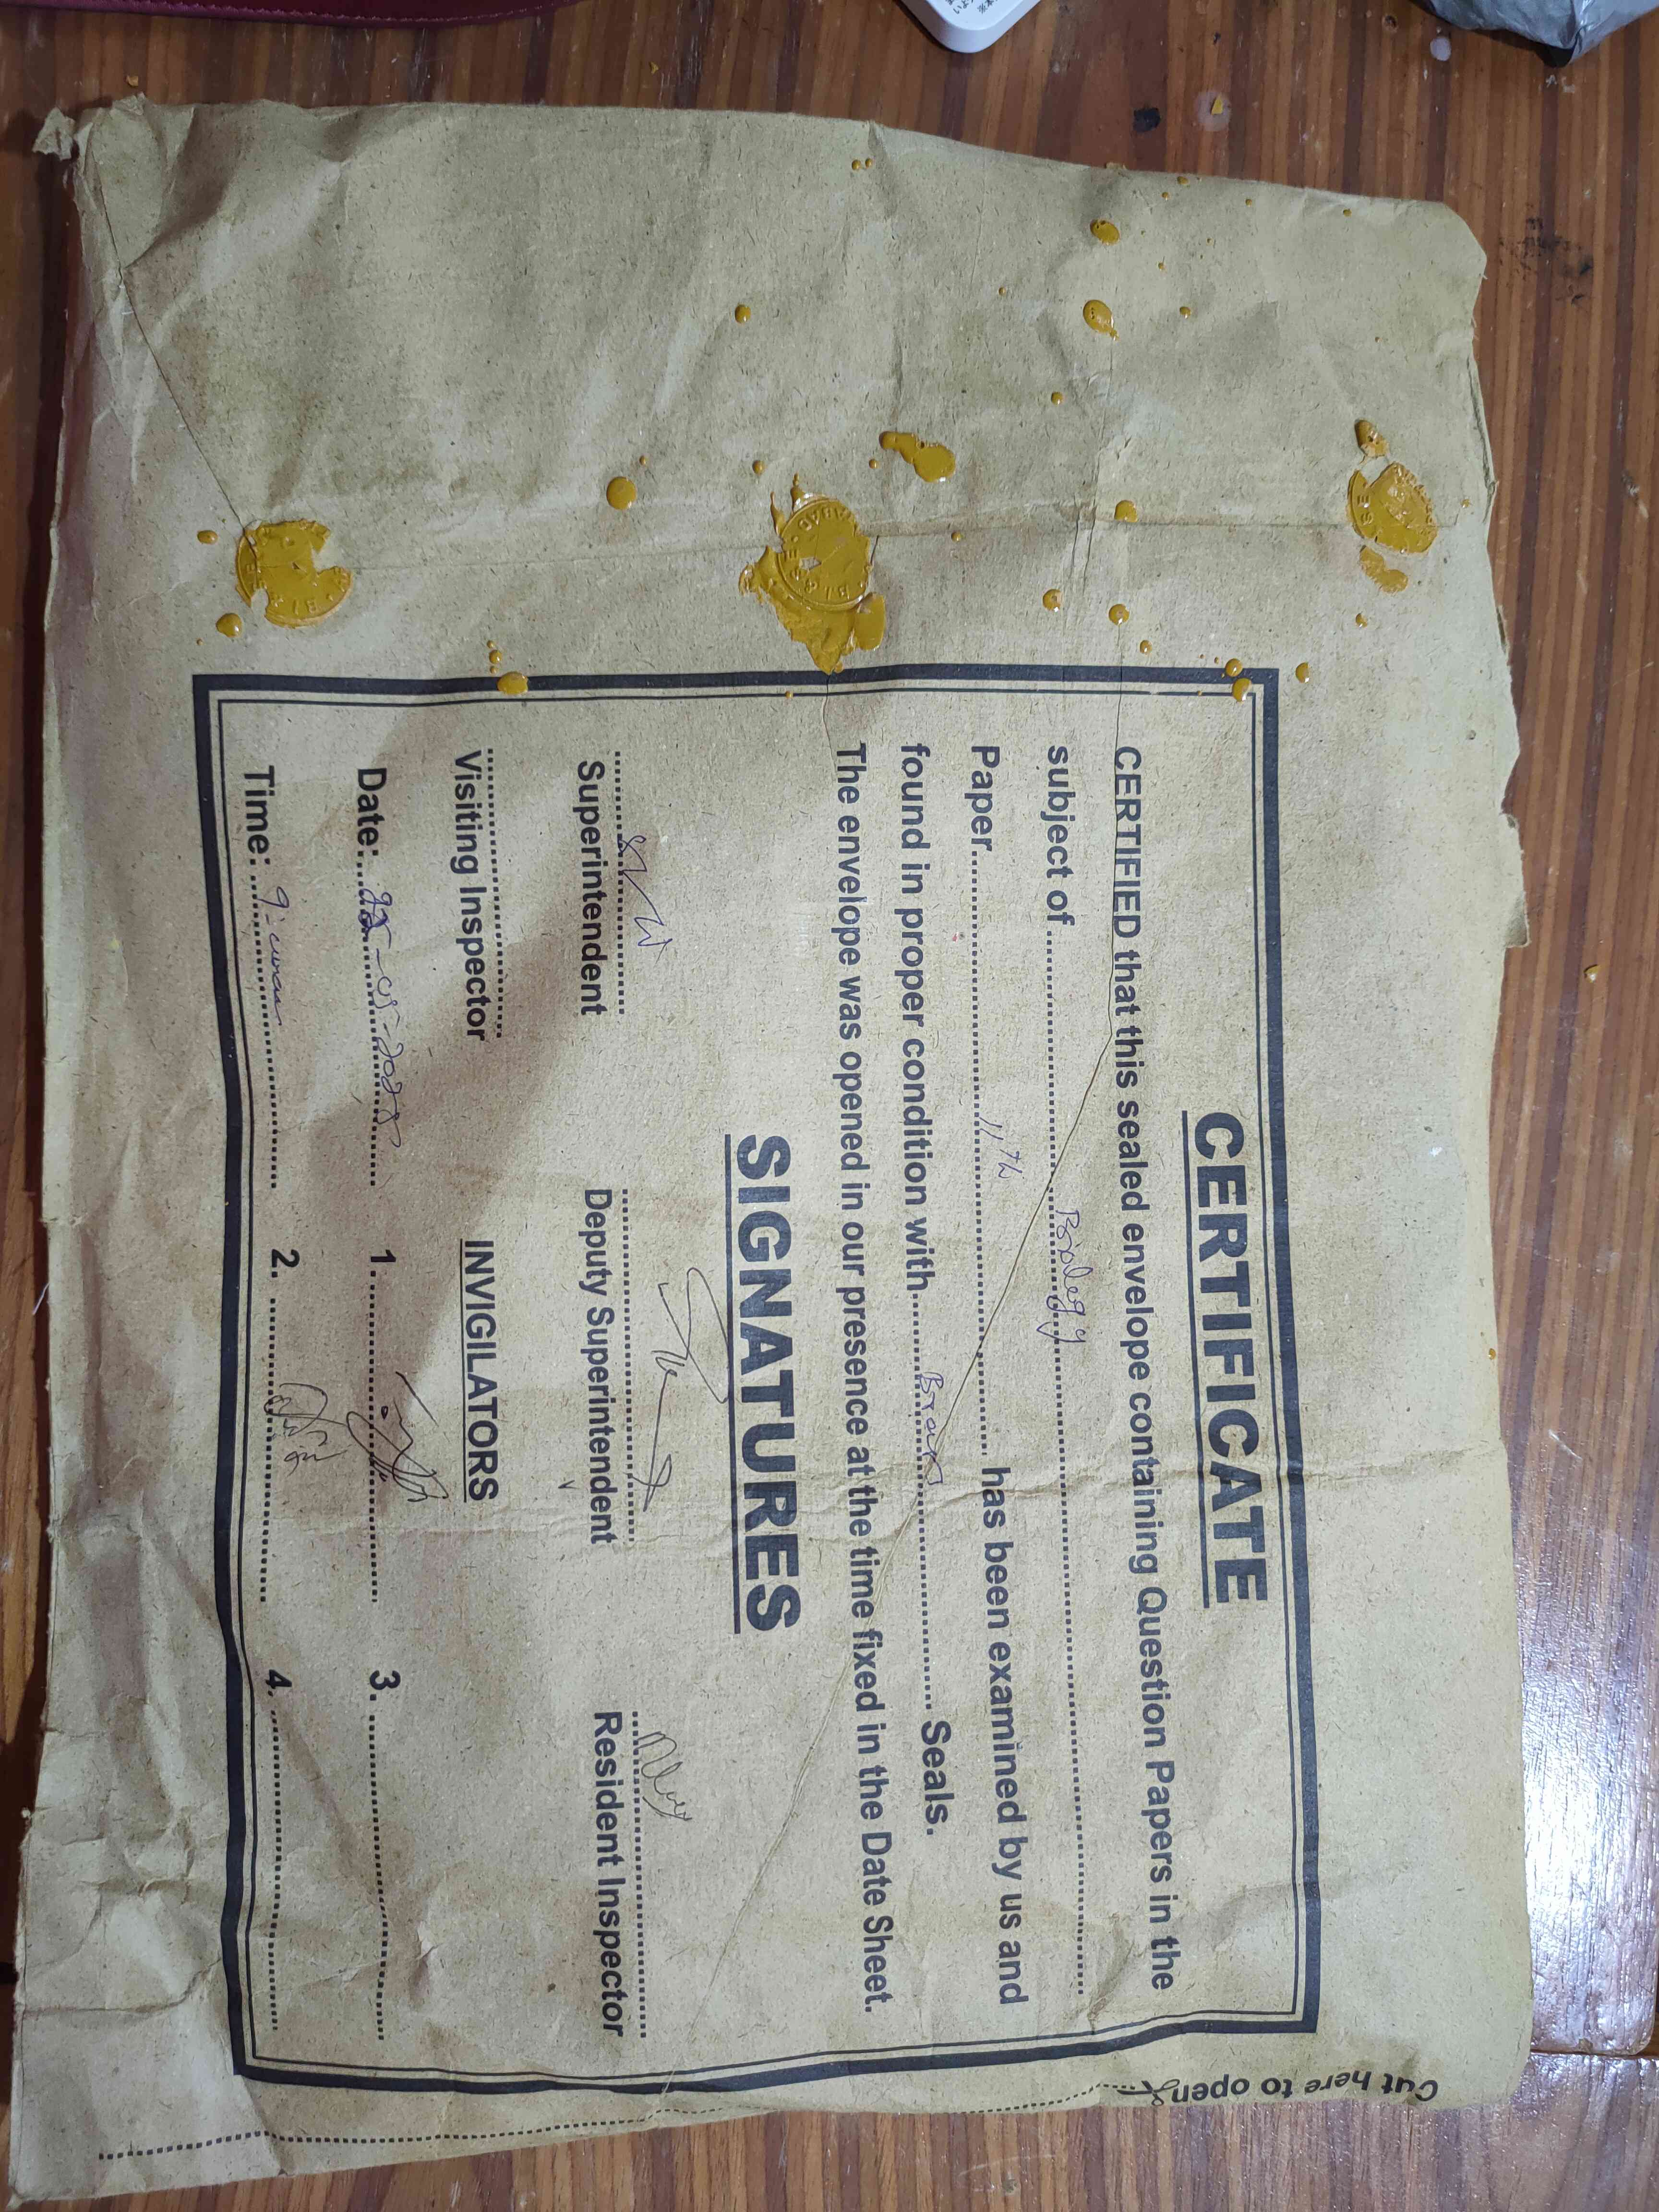 CERTIFICATE
CERTIFIED that this sealed envelope containing Question Papers in the
subject of ........ Biology ........
Paper ........ 11th ........ has been examined by us and
found in proper condition with ........ Brown ........ Seals.
The envelope was opened in our presence at the time fixed in the Date Sheet.
SIGNATURES
Superintendent Deputy Superintendent Resident Inspector
Visiting Inspector INVIGILATORS
Date: ........ 1. ........ 3. ........
Time: ........ 2. ........ 4. ........
Cut here to open